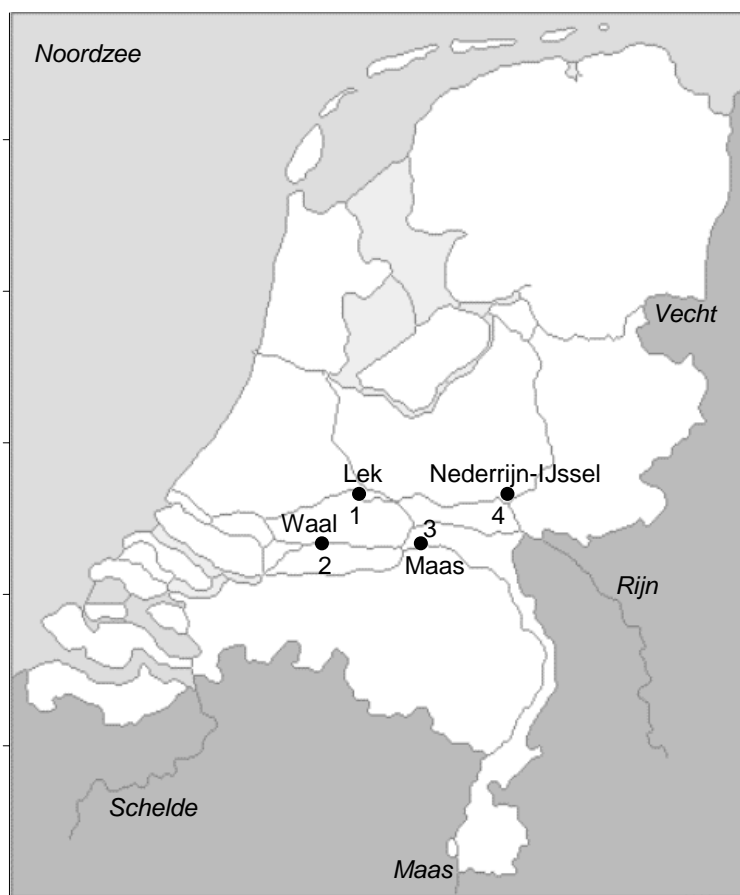 Noordzee
Vecht
Lek
Nederrijn-IJssel
1
4
Waal
3
2
Maas
Rijn
Schelde
Maas